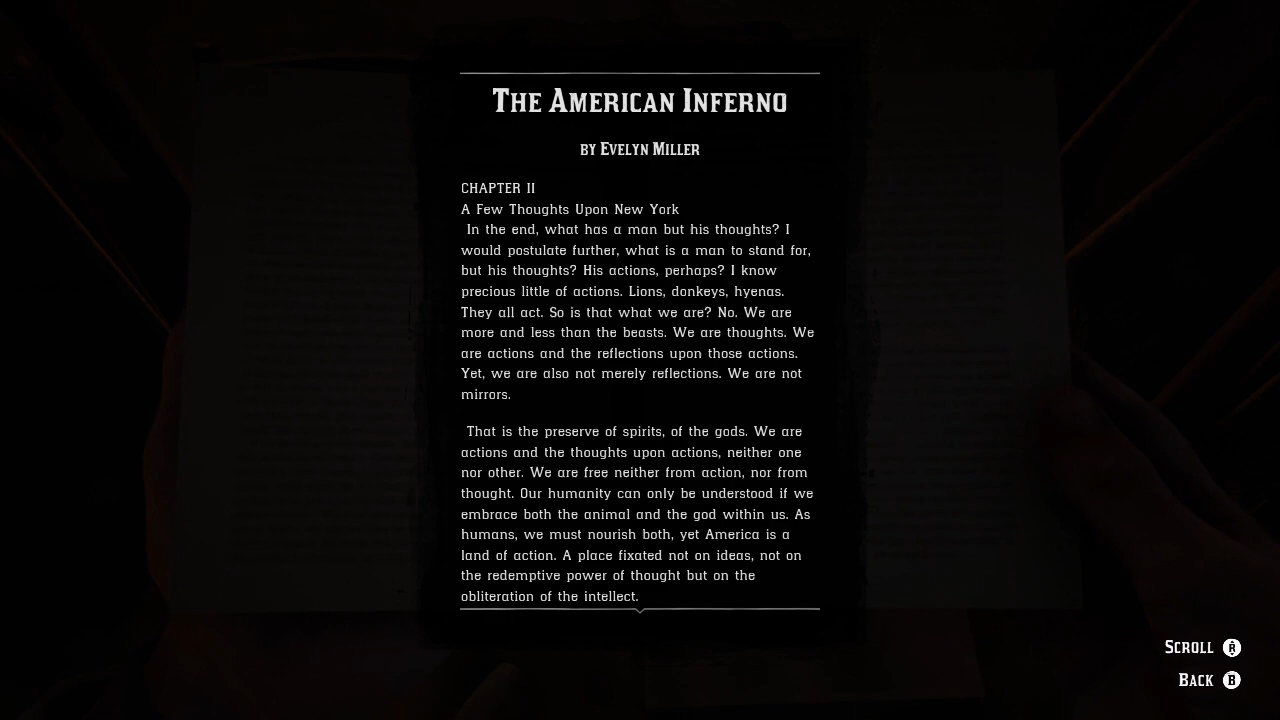 The American Inferno
by Evelyn Miller
CHAPTER II
A Few Thoughts Upon New York
In the end, what has a man but his thoughts? I
would postulate further, what is a man to stand for,
but his thoughts? His actions, perhaps? I know
precious little of actions. Lions, donkeys, hyenas.
They all act. So is that what we are? No. We are
more and less than the beasts. We are thoughts. We
are actions and the reflections upon those actions.
Yet, we are also not merely reflections. We are not
mirrors.
That is the preserve of spirits, of the gods. We are
actions and the thoughts upon actions, neither one
nor other. We are free neither from action, nor from
thought. Our humanity can only be understood if we
embrace both the animal and the god within us. As
humans, we must nourish both, yet America is a
land of action. A place fixated not on ideas, not on
the redemptive power of thought but on the
obliteration of the intellect.
Scroll R
Back B